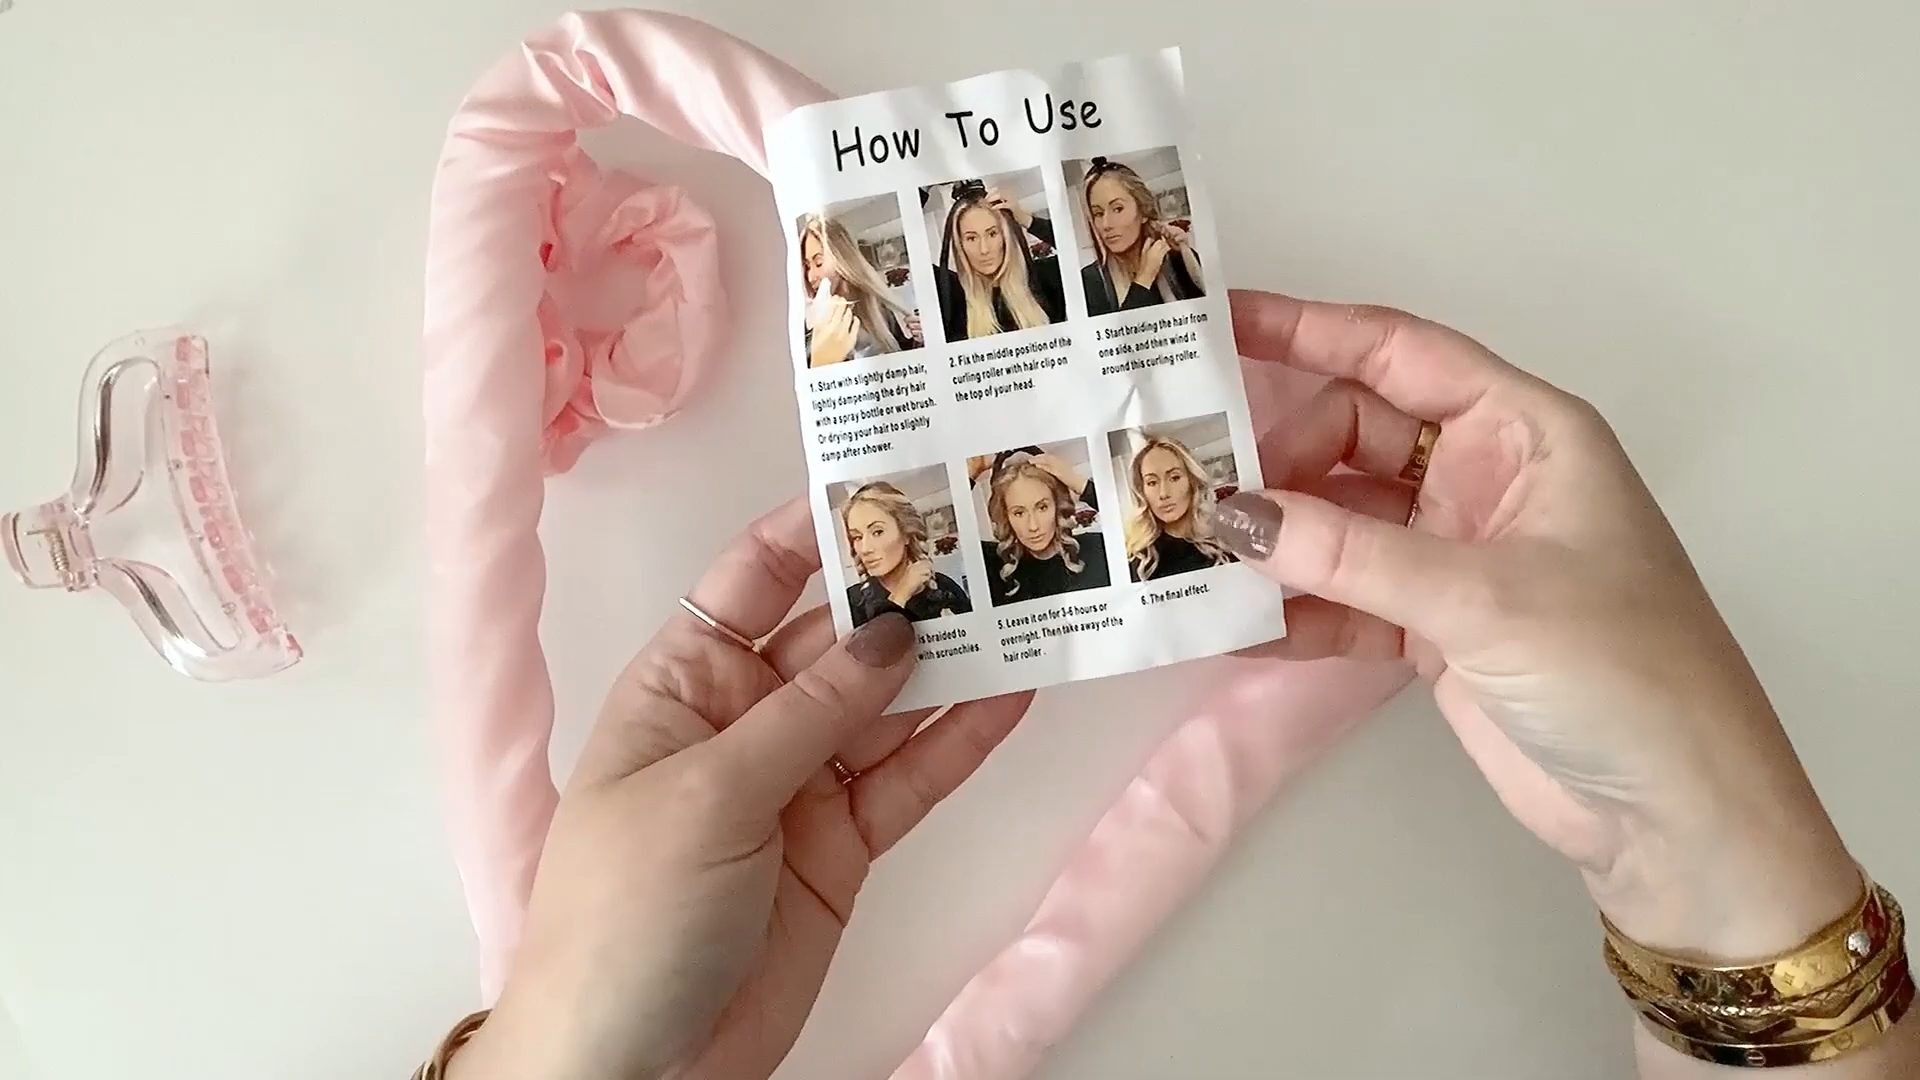 How To Use
1. Start with slightly damp hair,
lightly dampening the dry hair
with a spray bottle or wet brush.
Or drying your hair to slightly
damp after shower.
2. Fix the middle position of the
curling roller with hair clip on
the top of your head.
3. Start braiding the hair from
one side, and then wind it
around this curling roller.
is braided to
with scrunchies.
5. Leave it on for 3-6 hours or
overnight. Then take away of the
hair roller .
6. The final effect.